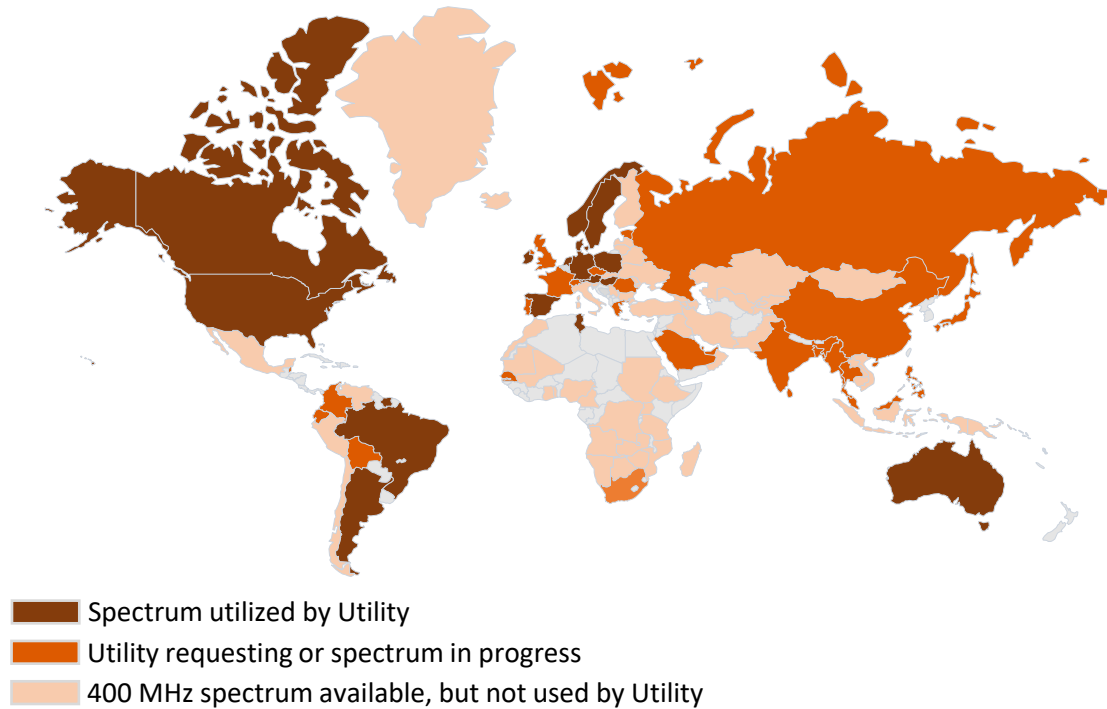 Spectrum utilized by Utility
Utility requesting or spectrum in progress
400 MHz spectrum available, but not used by Utility